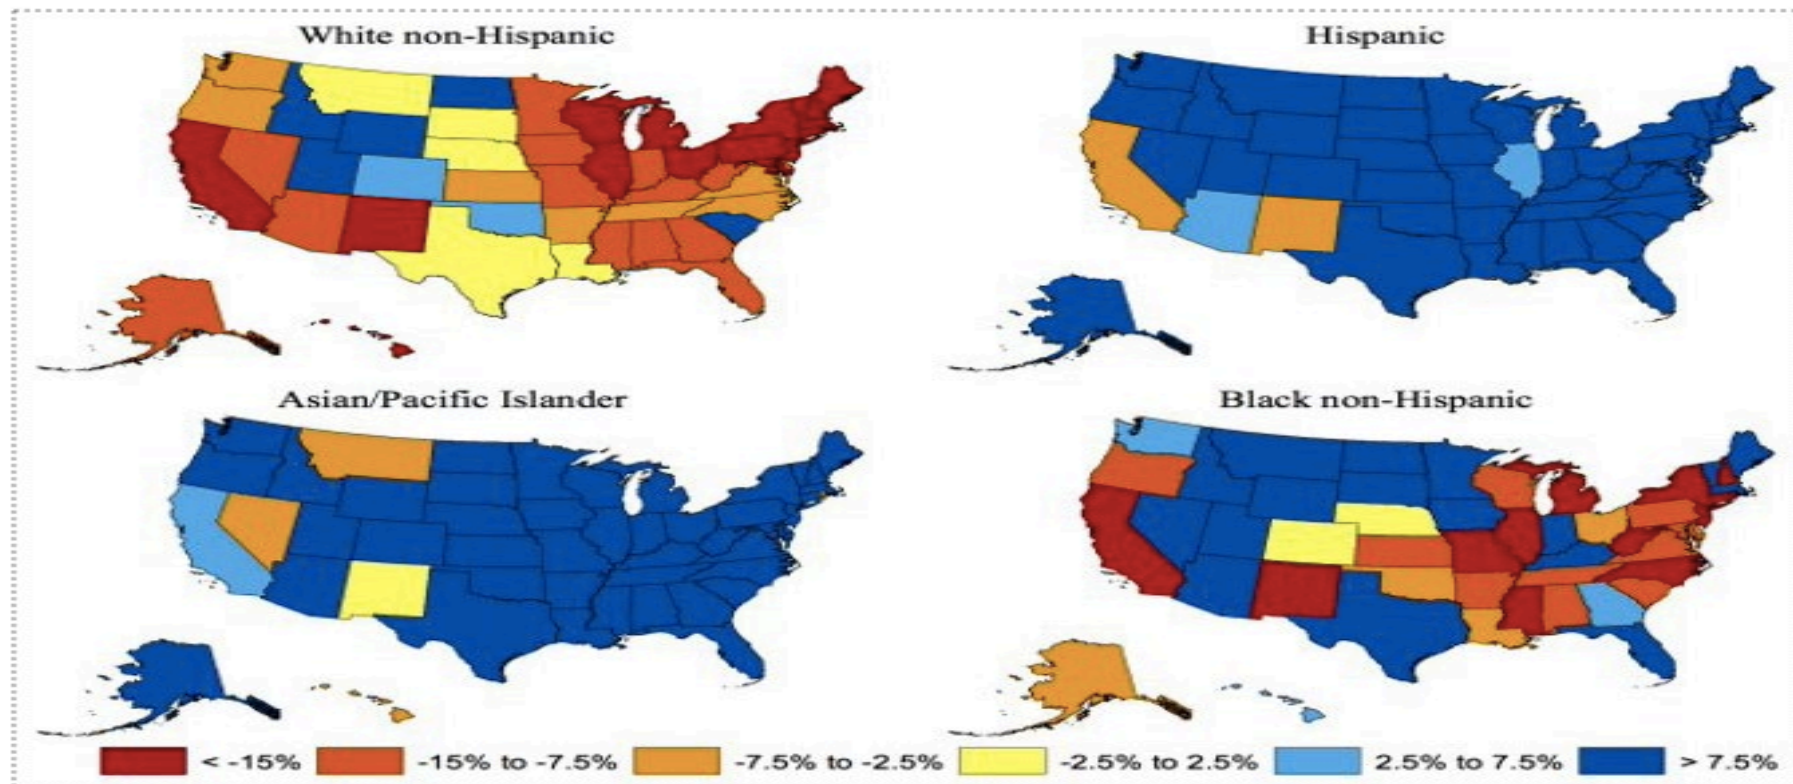 White non-Hispanic
Hispanic
Asian/Pacific Islander
Black non-Hispanic
< -15%
-15% to -7.5%
-7.5% to -2.5%
-2.5% to 2.5%
2.5% to 7.5%
> 7.5%